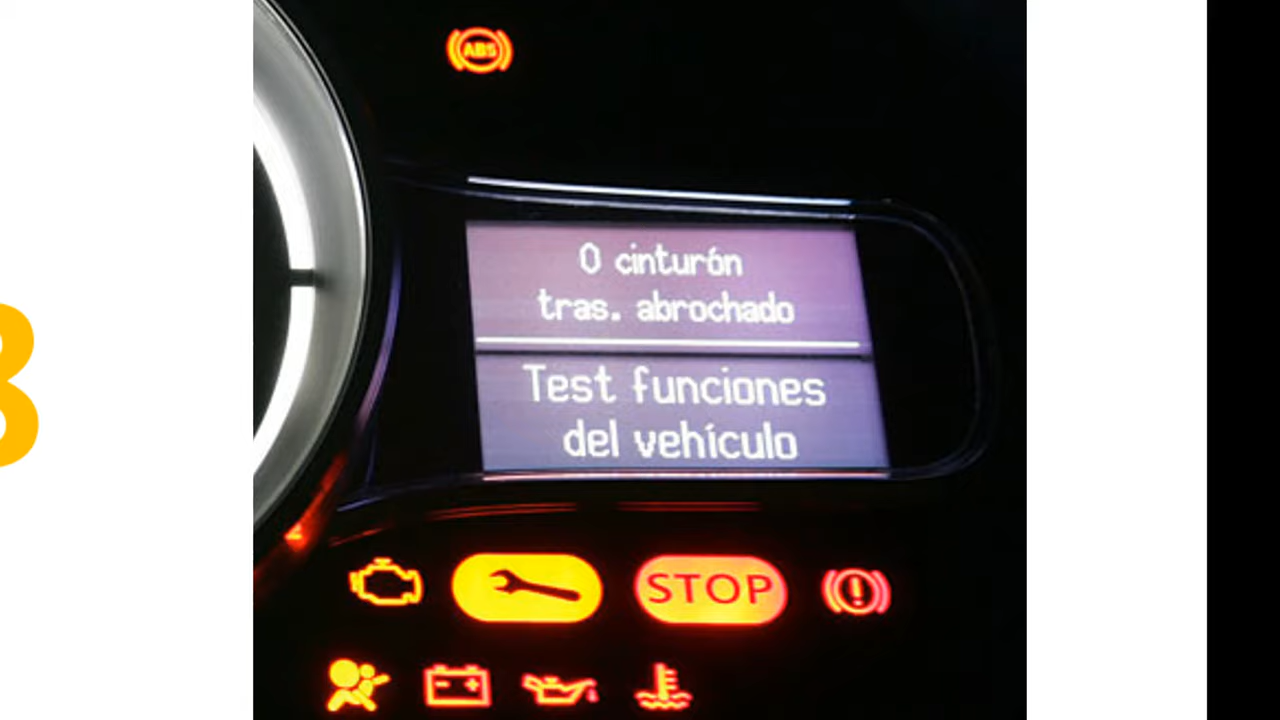 ABS
0 cinturón
tras. abrochado
Test funciones
del vehículo
STOP